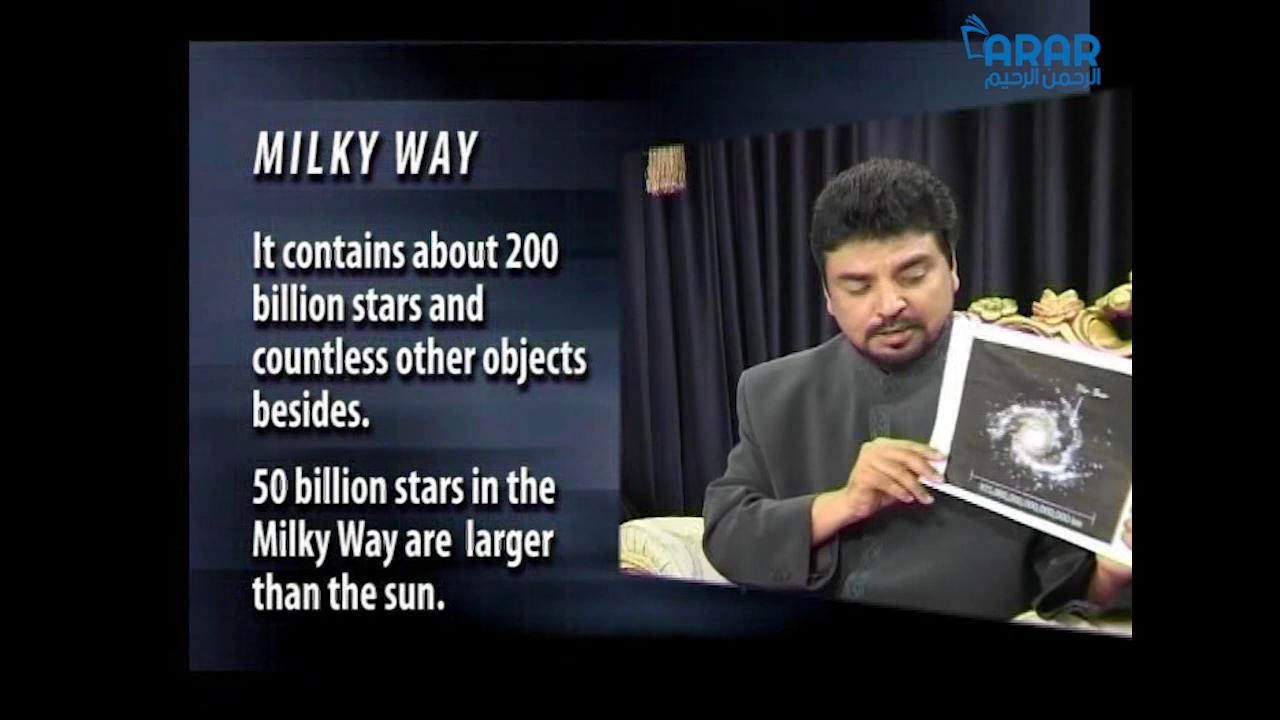 ARAR
الرحمن الرحيم
MILKY WAY
It contains about 200
billion stars and
countless other objects
besides.
50 billion stars in the
Milky Way are larger
than the sun.